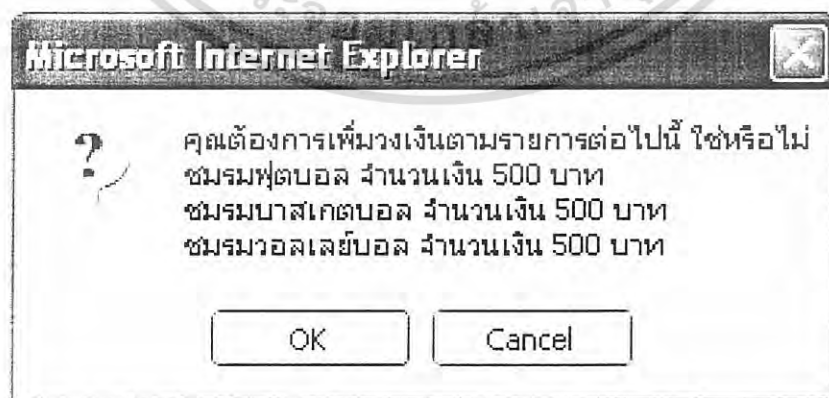 Microsoft Internet Explorer
คุณต้องการเพิ่มวงเงินตามรายการต่อไปนี้ ใช่หรือไม่
ชมรมฟุตบอล จำนวนเงิน 500 บาท
ชมรมบาสเกตบอล จำนวนเงิน 500 บาท
ชมรมวอลเลย์บอล จำนวนเงิน 500 บาท
OK Cancel